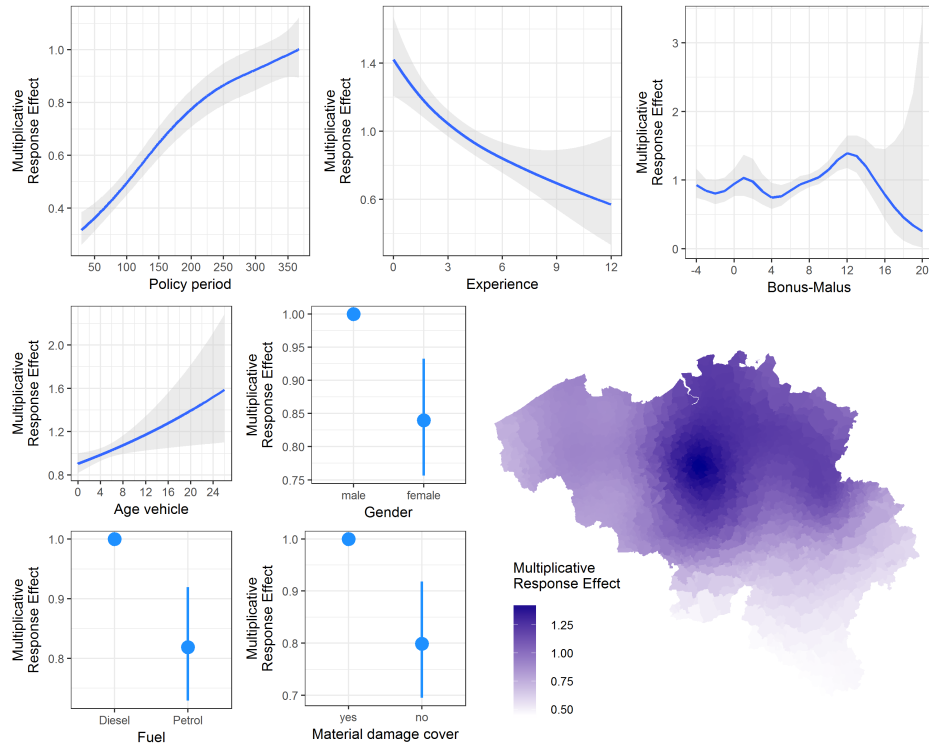 Multiplicative
Response Effect
1.0
0.8
0.6
0.4
50 100 150 200 250 300 350
Policy period
Multiplicative
Response Effect
1.4
1.0
0.6
0 3 6 9 12
Experience
Multiplicative
Response Effect
3
2
1
0
-4 0 4 8 12 16 20
Bonus-Malus
Multiplicative
Response Effect
2.0
1.6
1.2
0.8
0 4 8 12 16 20 24
Age vehicle
Multiplicative
Response Effect
1.00
0.95
0.90
0.85
0.80
0.75
male female
Gender
Multiplicative
Response Effect
1.0
0.9
0.8
Diesel Petrol
Fuel
Multiplicative
Response Effect
1.0
0.9
0.8
0.7
yes no
Material damage cover
Multiplicative
Response Effect
1.25
1.00
0.75
0.50